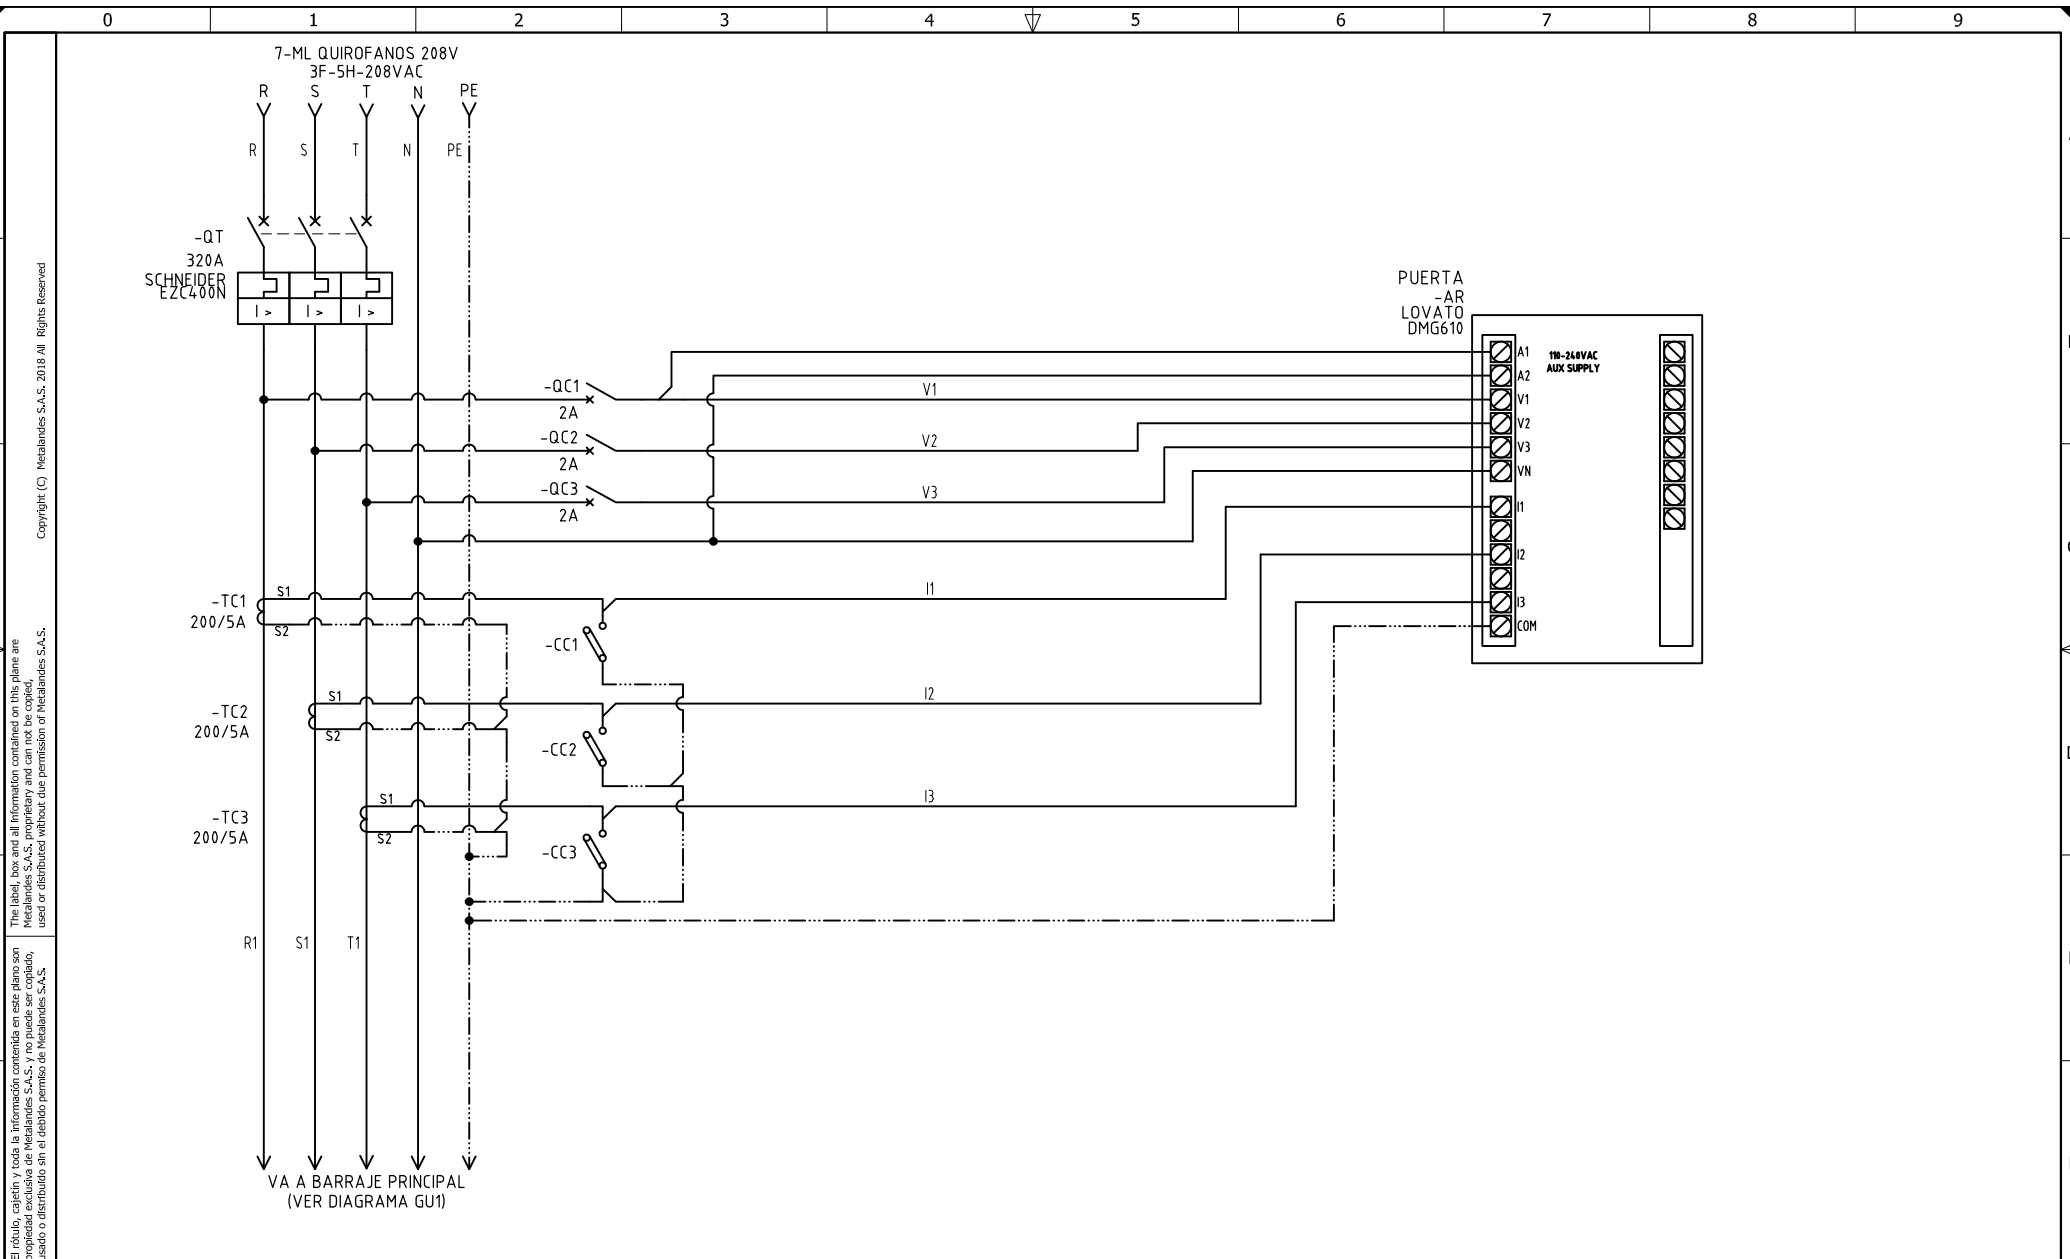 0 1 2 3 4 5 6 7 8 9
7-ML QUIROFANOS 208V
3F-5H-208VAC
R S T N PE
R S T N PE
-QT
320A
SCHNEIDER
EZC400N
I > I > I >
PUERTA
-AR
LOVATO
DMG610
110-240VAC
AUX SUPPLY
A1
A2
V1
V2
V3
VN
I1
I2
I3
COM
-QC1
2A
V1
-QC2
2A
V2
-QC3
2A
V3
-TC1
200/5A
S1
S2
I1
-CC1
-TC2
200/5A
S1
S2
I2
-CC2
-TC3
200/5A
S1
S2
I3
-CC3
R1 S1 T1
VA A BARRAJE PRINCIPAL
(VER DIAGRAMA GU1)
Copyright (C) Metalandes S.A.S. 2018 All Rights Reserved
The label, box and all information contained on this plane are
Metalandes S.A.S. proprietary and can not be copied,
used or distributed without due permission of Metalandes S.A.S.
El rótulo, cajetín y toda la información contenida en este plano son
propiedad exclusiva de Metalandes S.A.S. y no puede ser copiado,
usado o distribuido sin el debido permiso de Metalandes S.A.S.